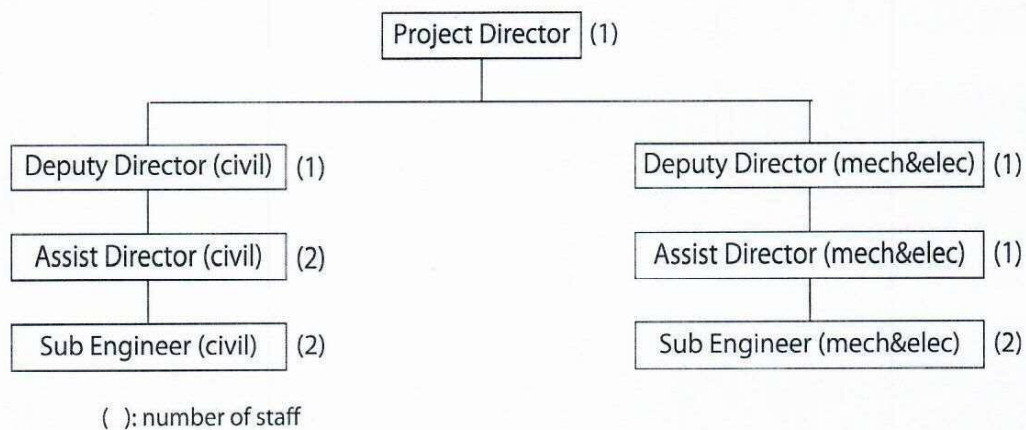 Project Director (1)
Deputy Director (civil) (1)
Deputy Director (mech&elec) (1)
Assist Director (civil) (2)
Assist Director (mech&elec) (1)
Sub Engineer (civil) (2)
Sub Engineer (mech&elec) (2)
( ): number of staff